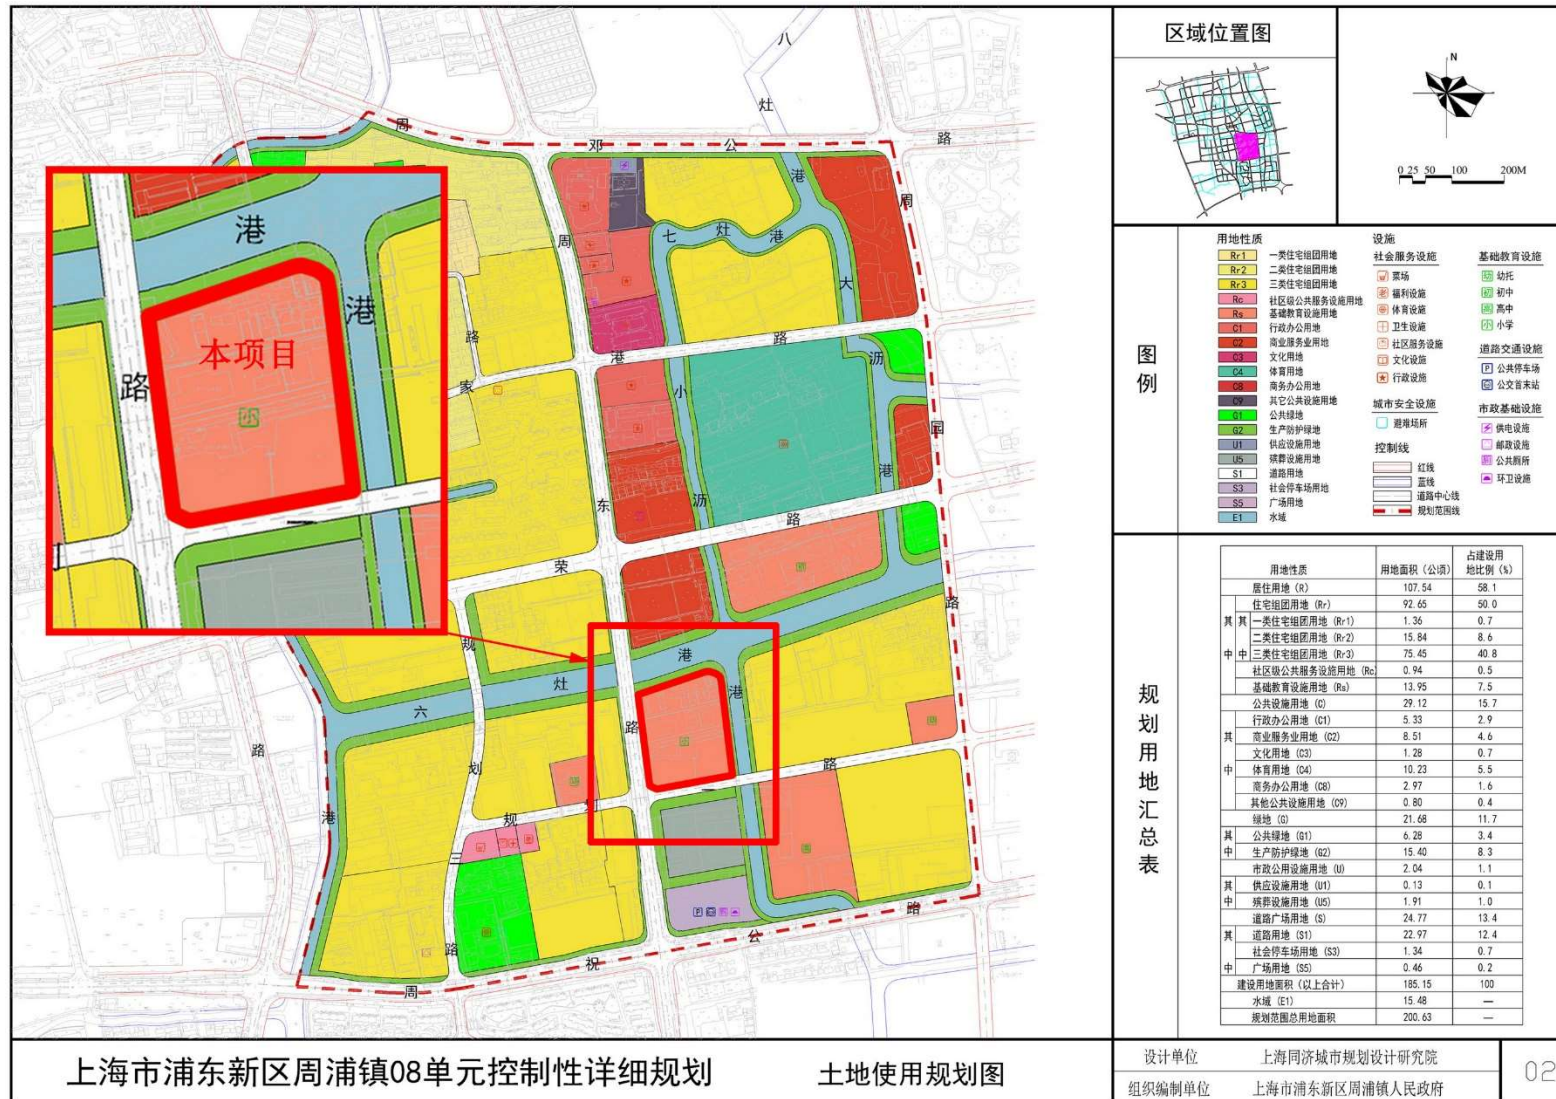 八
灶
港
周
邓
公
路
周
园
路
大
沥
港
七
灶
港
周
东
路
小
沥
港
路
家
港
路
荣
路
六
灶
港
港
路
规
划
三
路
规
划
一
路
港
周
祝
公
路
港
港
路
一
本项目
小
上海市浦东新区周浦镇08单元控制性详细规划
土地使用规划图
区域位置图
N
0 25 50 100 200M
图例
用地性质
Rr1 一类住宅组团用地
Rr2 二类住宅组团用地
Rr3 三类住宅组团用地
Rc 社区级公共服务设施用地
Rs 基础教育设施用地
C1 行政办公用地
C2 商业服务业用地
C3 文化用地
C4 体育用地
C8 商务办公用地
C9 其它公共设施用地
G1 公共绿地
G2 生产防护绿地
U1 供应设施用地
U5 殡葬设施用地
S1 道路用地
S3 社会停车场用地
S5 广场用地
E1 水域
设施
社会服务设施
菜场
福利设施
体育设施
卫生设施
社区服务设施
文化设施
行政设施
城市安全设施
避难场所
控制线
红线
蓝线
道路中心线
规划范围线
基础教育设施
幼托
初中
高中
小 小学
道路交通设施
P 公共停车场
公交首末站
市政基础设施
供电设施
邮政设施
公共厕所
环卫设施
规划用地汇总表
用地性质 用地面积（公顷） 占建设用地比例（%）
居住用地（R） 107.54 58.1
其中 住宅组团用地（Rr） 92.65 50.0
其中 一类住宅组团用地（Rr1） 1.36 0.7
二类住宅组团用地（Rr2） 15.84 8.6
三类住宅组团用地（Rr3） 75.45 40.8
社区级公共服务设施用地（Rc 0.94 0.5
基础教育设施用地（Rs） 13.95 7.5
公共设施用地（C） 29.12 15.7
其中 行政办公用地（C1） 5.33 2.9
商业服务业用地（C2） 8.51 4.6
文化用地（C3） 1.28 0.7
体育用地（C4） 10.23 5.5
商务办公用地（C8） 2.97 1.6
其他公共设施用地（C9） 0.80 0.4
绿地（G） 21.68 11.7
其中 公共绿地（G1） 6.28 3.4
生产防护绿地（G2） 15.40 8.3
市政公用设施用地（U） 2.04 1.1
其中 供应设施用地（U1） 0.13 0.1
殡葬设施用地（U5） 1.91 1.0
道路广场用地（S） 24.77 13.4
其中 道路用地（S1） 22.97 12.4
社会停车场用地（S3） 1.34 0.7
广场用地（S5） 0.46 0.2
建设用地面积（以上合计） 185.15 100
水域（E1） 15.48 —
规划范围总用地面积 200.63 —
设计单位 上海同济城市规划设计研究院
组织编制单位 上海市浦东新区周浦镇人民政府
02